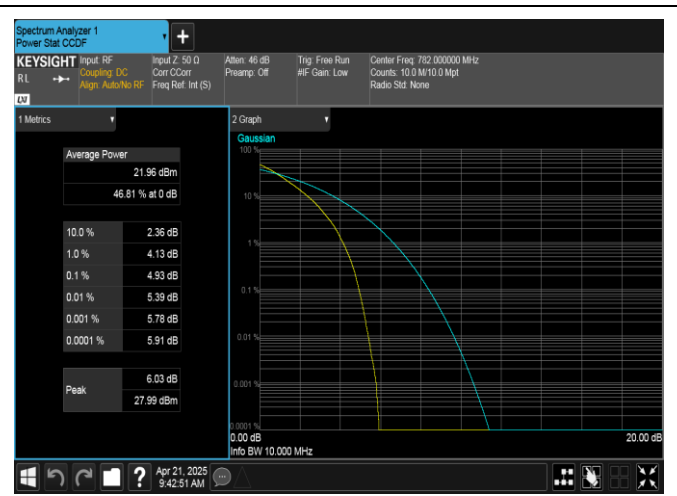 Spectrum Analyzer 1
Power Stat CCDF
+
KEYSIGHT
RL
LXI
Input: RF
Coupling: DC
Align: Auto/No RF
Input Z: 50 Ω
Corr CCorr
Freq Ref: Int (S)
Atten: 46 dB
Preamp: Off
Trig: Free Run
#IF Gain: Low
Center Freq: 782.000000 MHz
Counts: 10.0 M/10.0 Mpt
Radio Std: None
1 Metrics
Average Power
21.96 dBm
46.81 % at 0 dB
10.0 % 2.36 dB
1.0 % 4.13 dB
0.1 % 4.93 dB
0.01 % 5.39 dB
0.001 % 5.78 dB
0.0001 % 5.91 dB
Peak 6.03 dB
27.99 dBm
2 Graph
Gaussian
100 %
10 %
1 %
0.1 %
0.01 %
0.001 %
0.0001 %
0.00 dB 20.00 dB
Info BW 10.000 MHz
?
Apr 21, 2025
9:42:51 AM